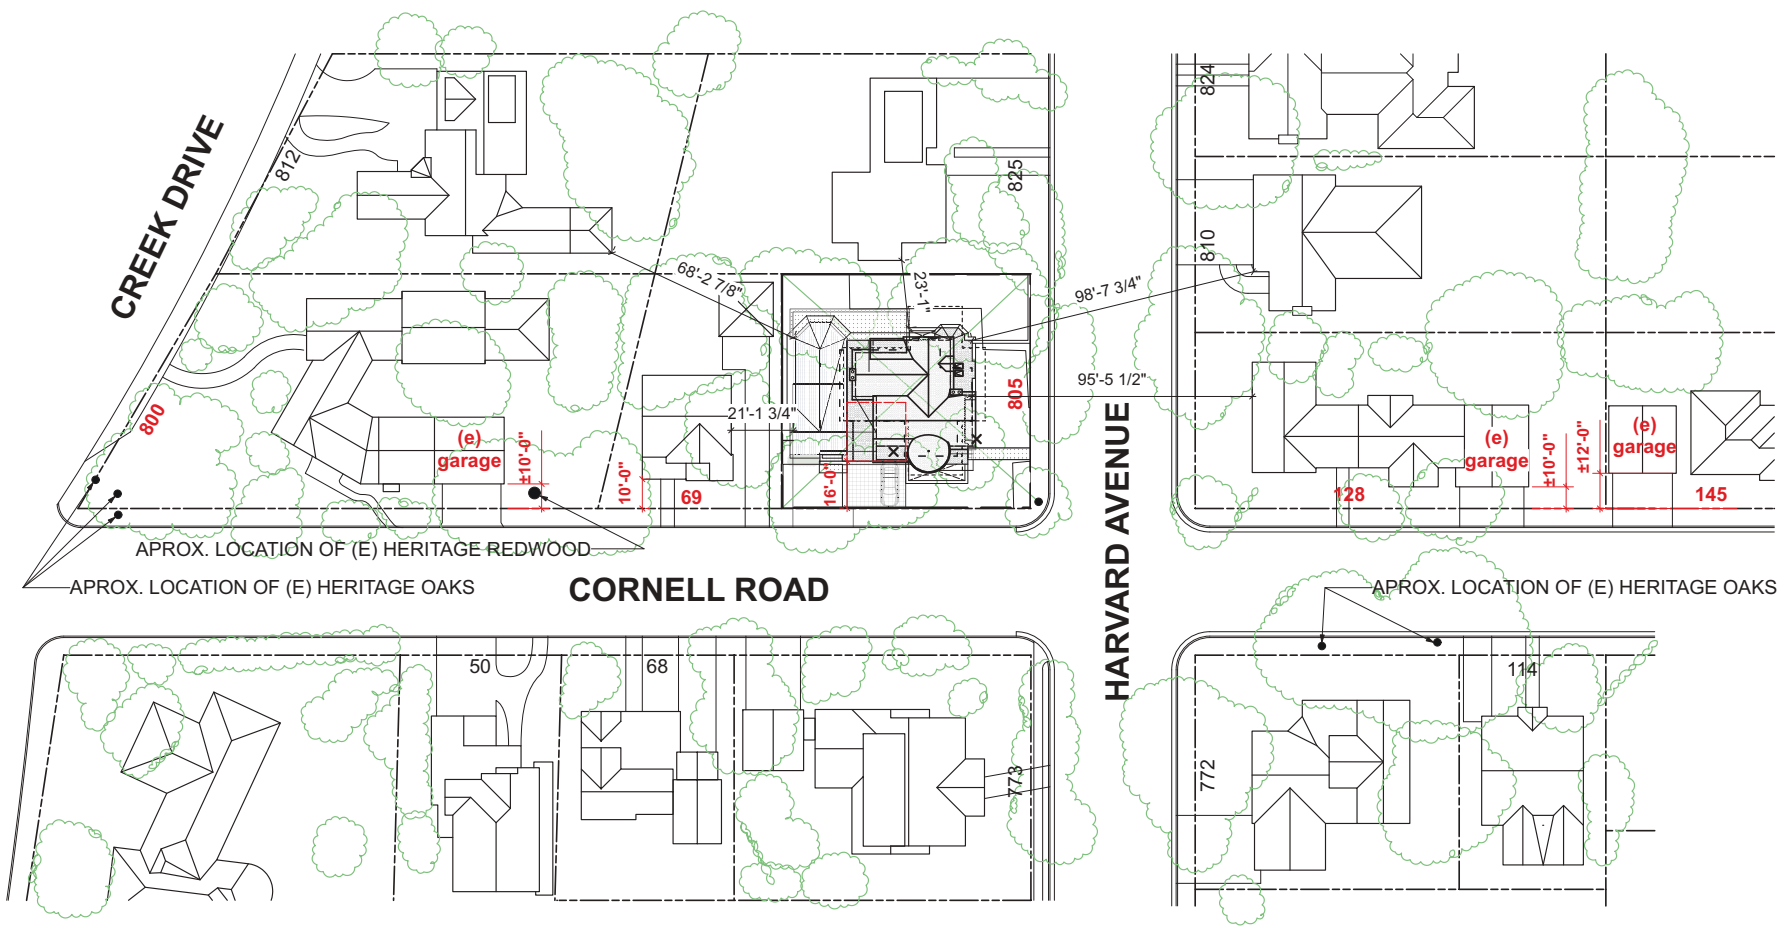 CREEK DRIVE
812
825
824
810
68'-2 7/8"
23'-1"
98'-7 3/4"
95'-5 1/2"
21'-1 3/4"
800
805
(e)
garage
±10'-0"
10'-0"
69
16'-0"
HARVARD AVENUE
(e)
garage
±10'-0"
±12'-0"
(e)
garage
128
145
APROX. LOCATION OF (E) HERITAGE REDWOOD
APROX. LOCATION OF (E) HERITAGE OAKS
CORNELL ROAD
APROX. LOCATION OF (E) HERITAGE OAKS
50
68
773
772
114